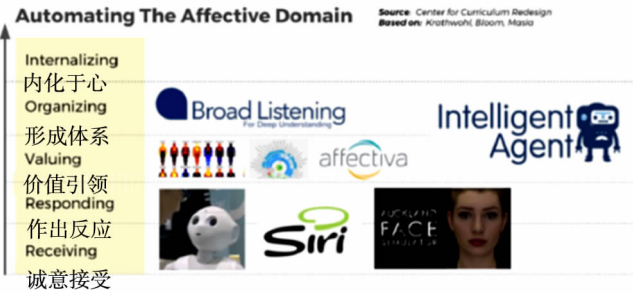 Automating The Affective Domain
Source: Center for Curriculum Redesign
Based on: Krathwohl, Bloom, Masia
Internalizing
内化于心
Organizing
形成体系
Valuing
价值引领
Responding
作出反应
Receiving
诚意接受
Broad Listening
For Deep Understanding
Intelligent
Agent
affectiva
Siri
AUCKLAND
FACE
SIMULATOR